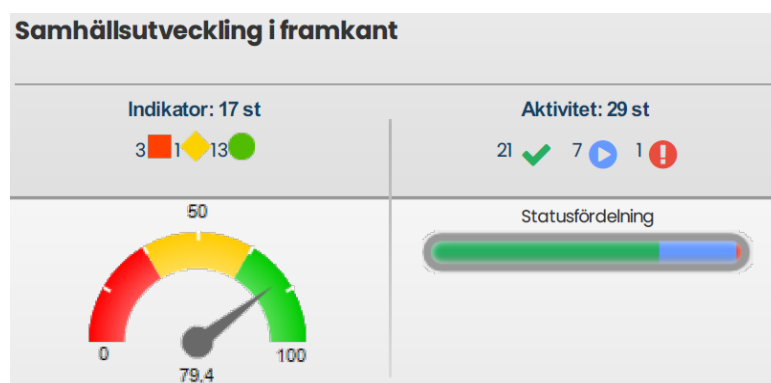 Samhällsutveckling i framkant
Indikator: 17 st
3 1 13
Aktivitet: 29 st
21 7 1
50
0 100
79,4
Statusfördelning